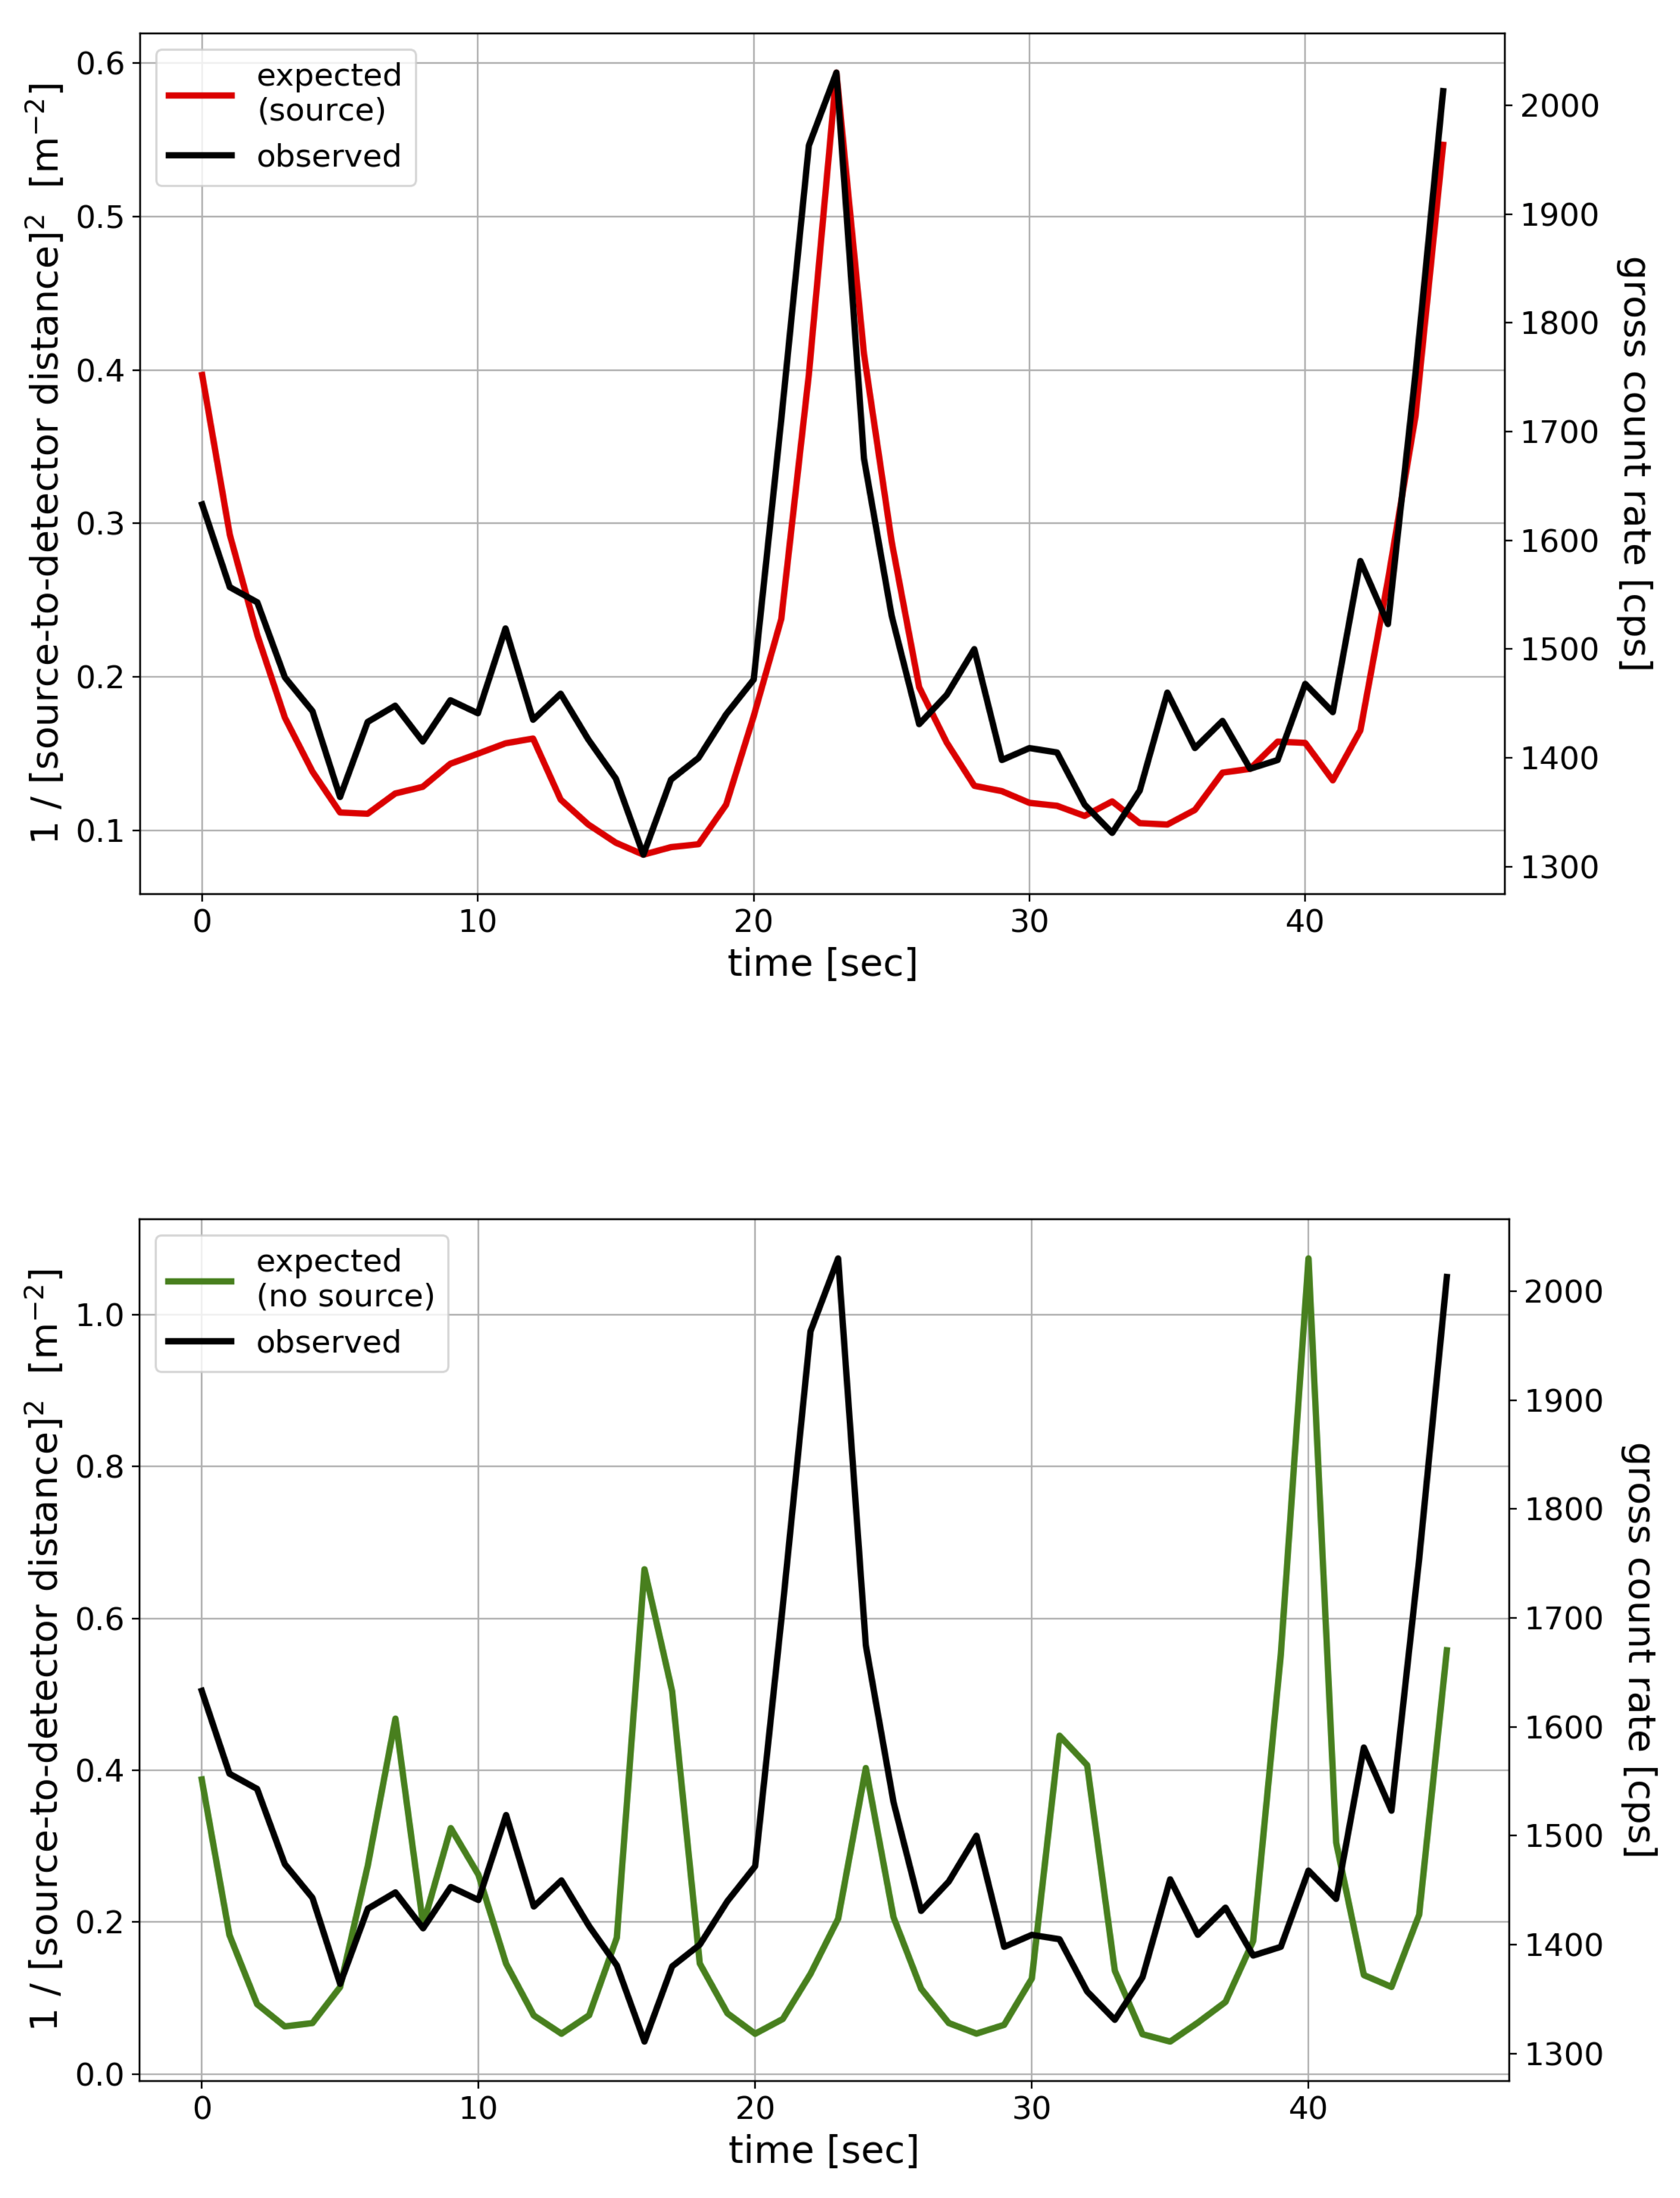 expected
(source)
observed
0.6
0.5
0.4
0.3
0.2
0.1
1 / [source-to-detector distance]² [m⁻²]
2000
1900
1800
1700
1600
1500
1400
1300
gross count rate [cps]
0 10 20 30 40
time [sec]
expected
(no source)
observed
1.0
0.8
0.6
0.4
0.2
0.0
1 / [source-to-detector distance]² [m⁻²]
2000
1900
1800
1700
1600
1500
1400
1300
gross count rate [cps]
0 10 20 30 40
time [sec]